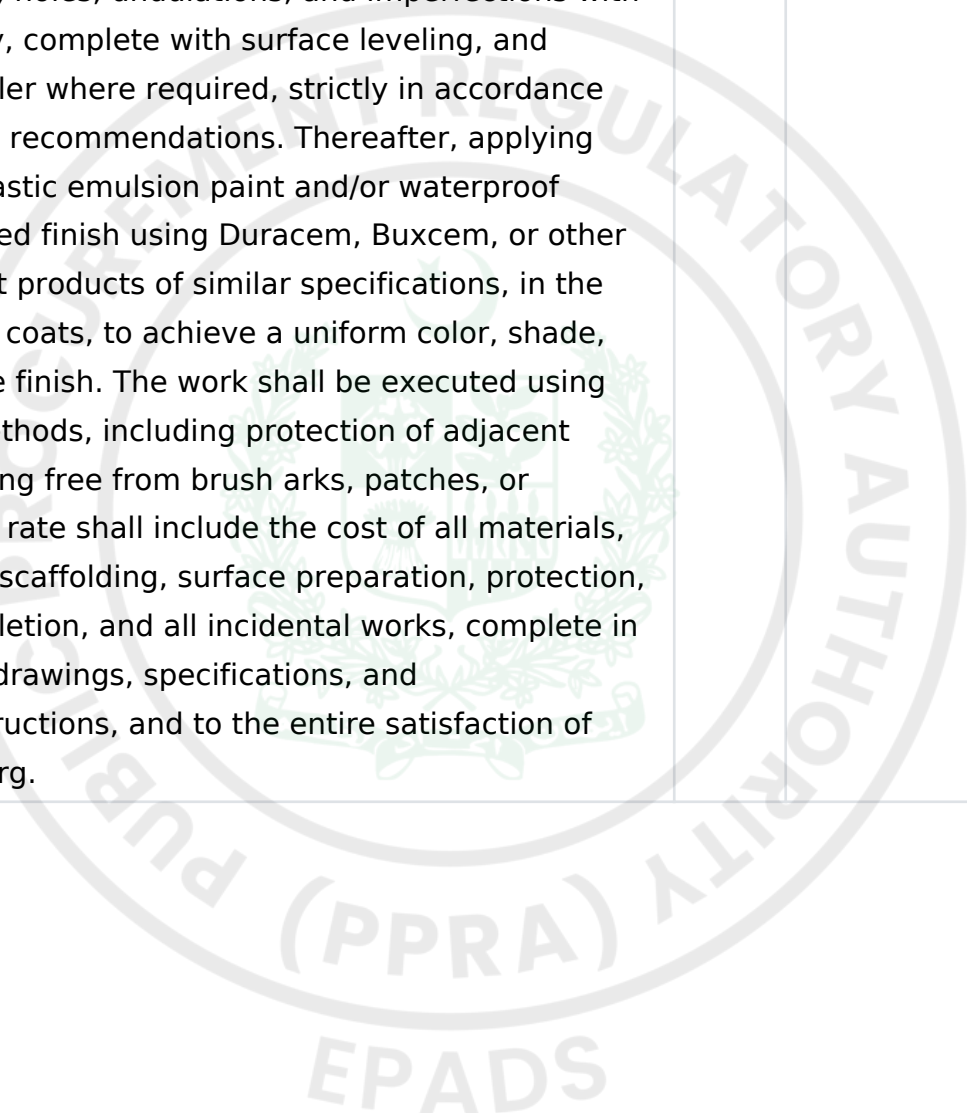 holes, undulations, and imperfections with
, complete with surface leveling, and
ler where required, strictly in accordance
recommendations. Thereafter, applying
astic emulsion paint and/or waterproof
ed finish using Duracem, Buxcem, or other
t products of similar specifications, in the
coats, to achieve a uniform color, shade,
e finish. The work shall be executed using
thods, including protection of adjacent
ng free from brush arks, patches, or
rate shall include the cost of all materials,
scaffolding, surface preparation, protection,
letion, and all incidental works, complete in
drawings, specifications, and
ructions, and to the entire satisfaction of
rg.
PUBLIC PROCUREMENT REGULATORY AUTHORITY
(PPRA)
EPADS